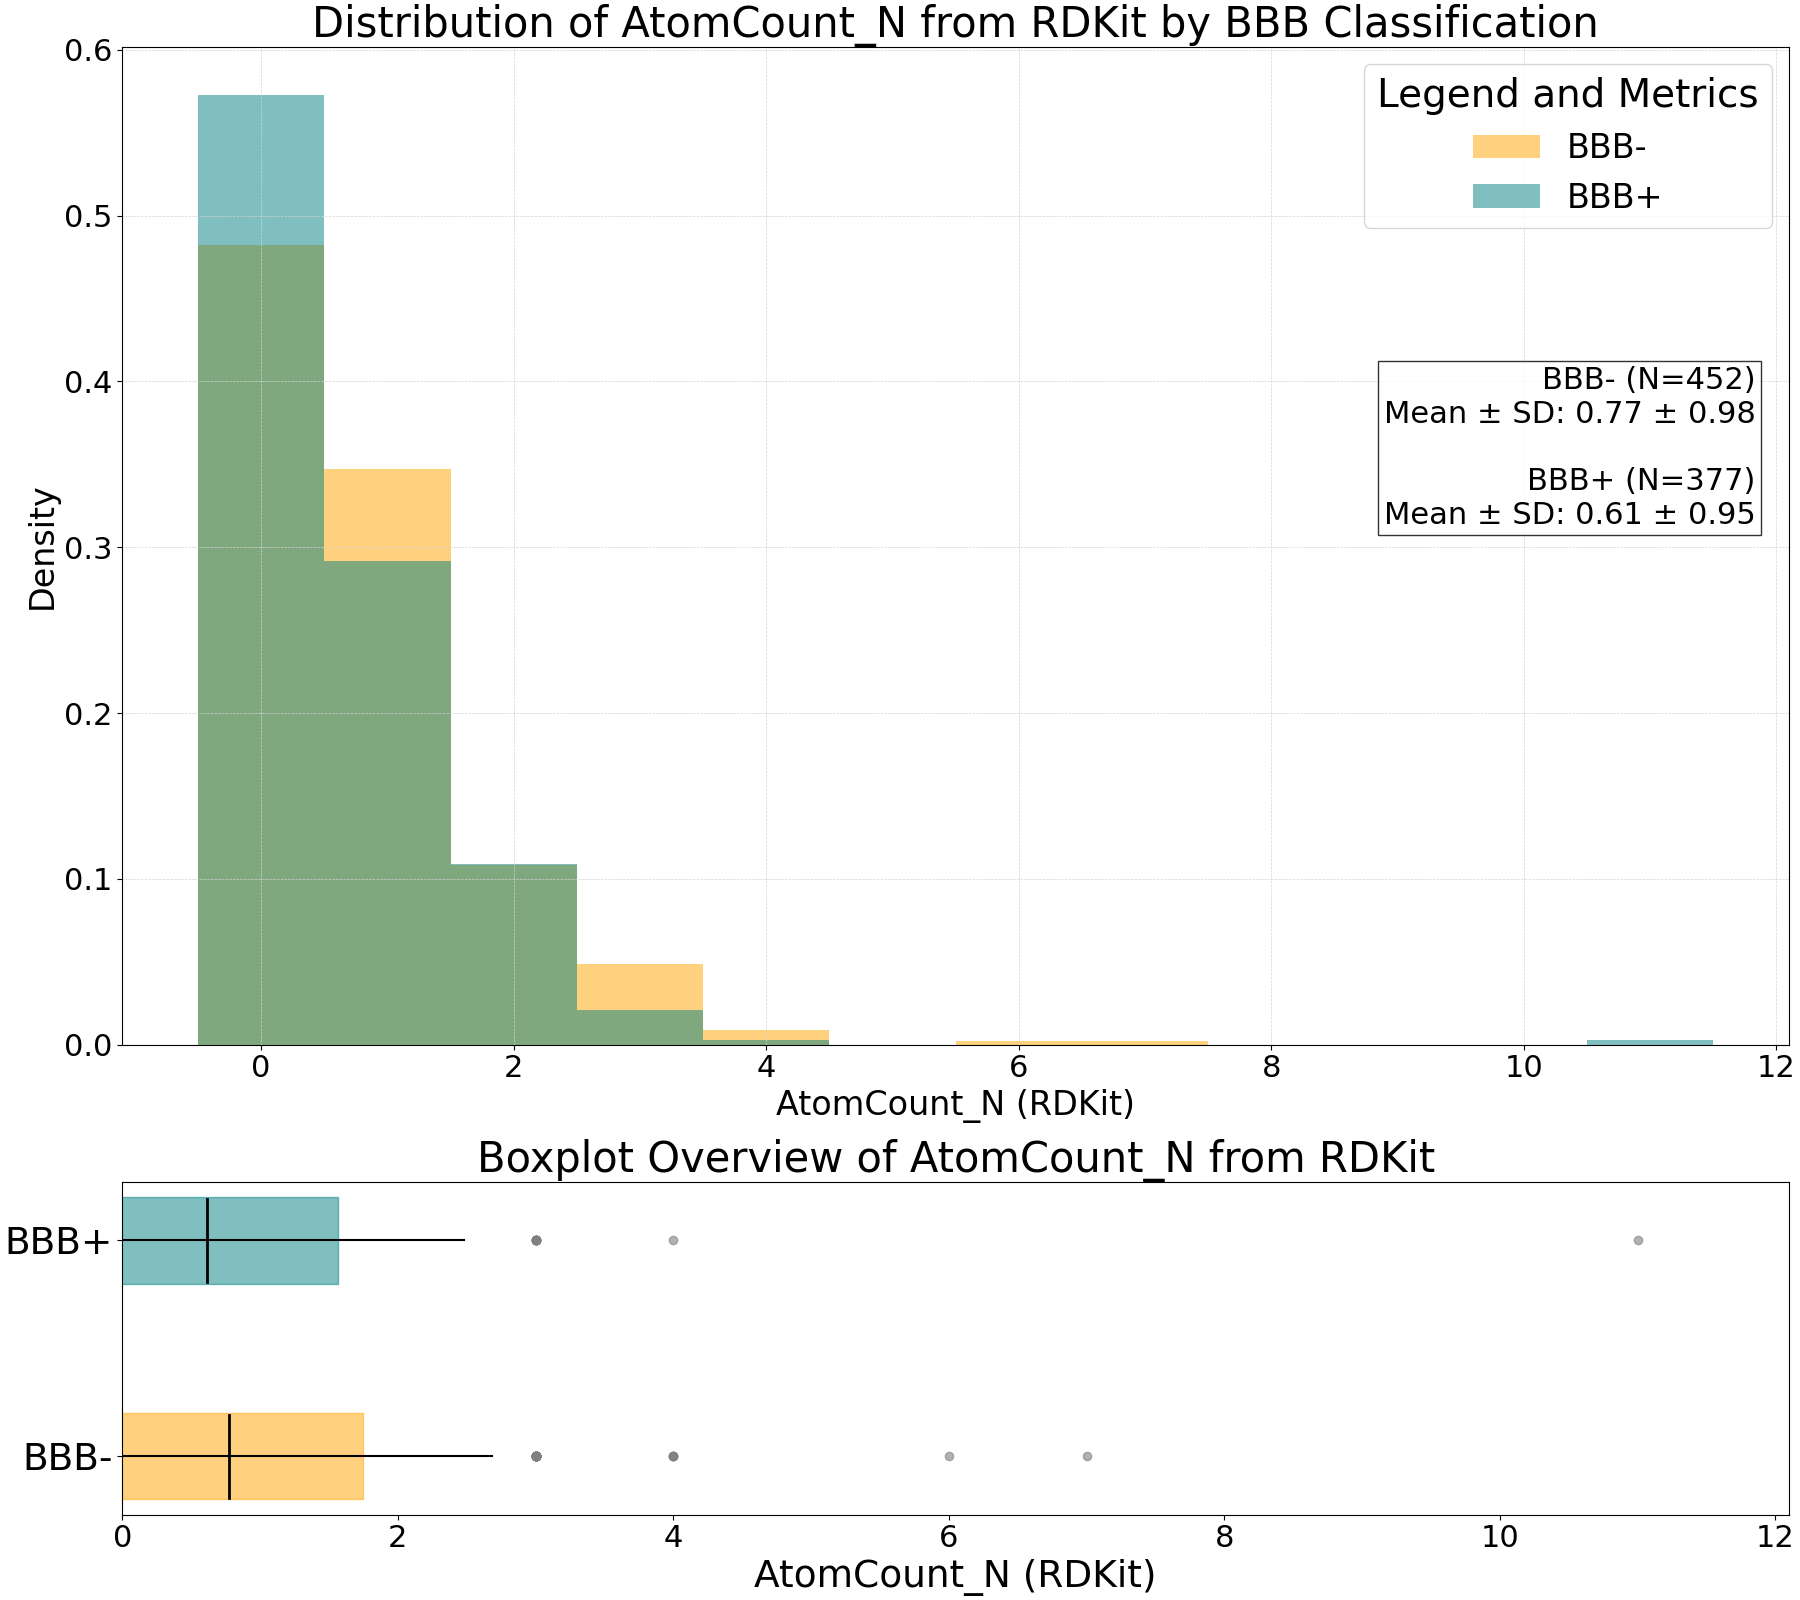 Distribution of AtomCount_N from RDKit by BBB Classification
0.6
0.5
0.4
0.3
0.2
0.1
0.0
Density
Legend and Metrics
BBB-
BBB+
BBB- (N=452)
Mean ± SD: 0.77 ± 0.98
BBB+ (N=377)
Mean ± SD: 0.61 ± 0.95
0 2 4 6 8 10 12
AtomCount_N (RDKit)
Boxplot Overview of AtomCount_N from RDKit
BBB+
BBB-
0 2 4 6 8 10 12
AtomCount_N (RDKit)